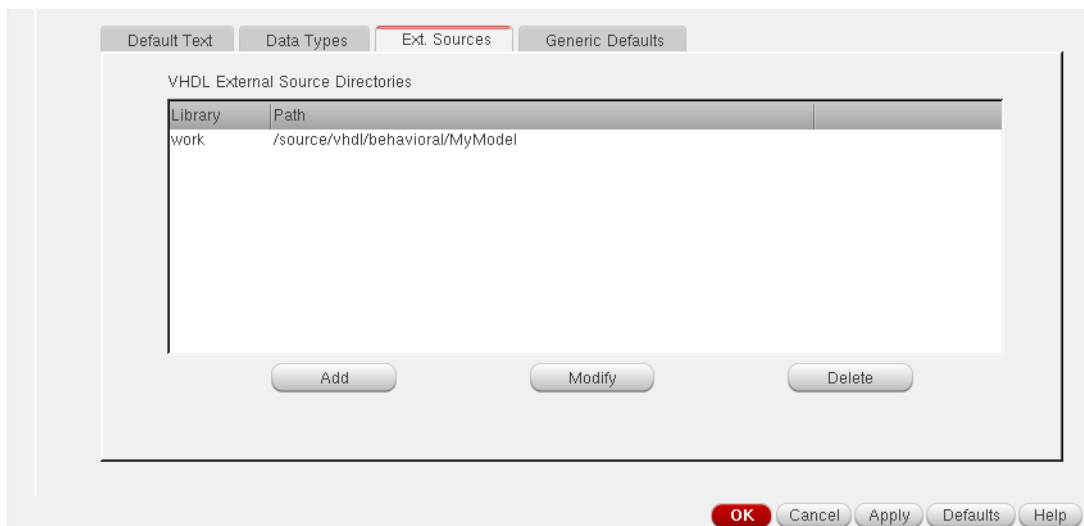 Default Text Data Types Ext. Sources Generic Defaults
VHDL External Source Directories
Library Path
work /source/vhdl/behavioral/MyModel
Add Modify Delete
OK Cancel Apply Defaults Help